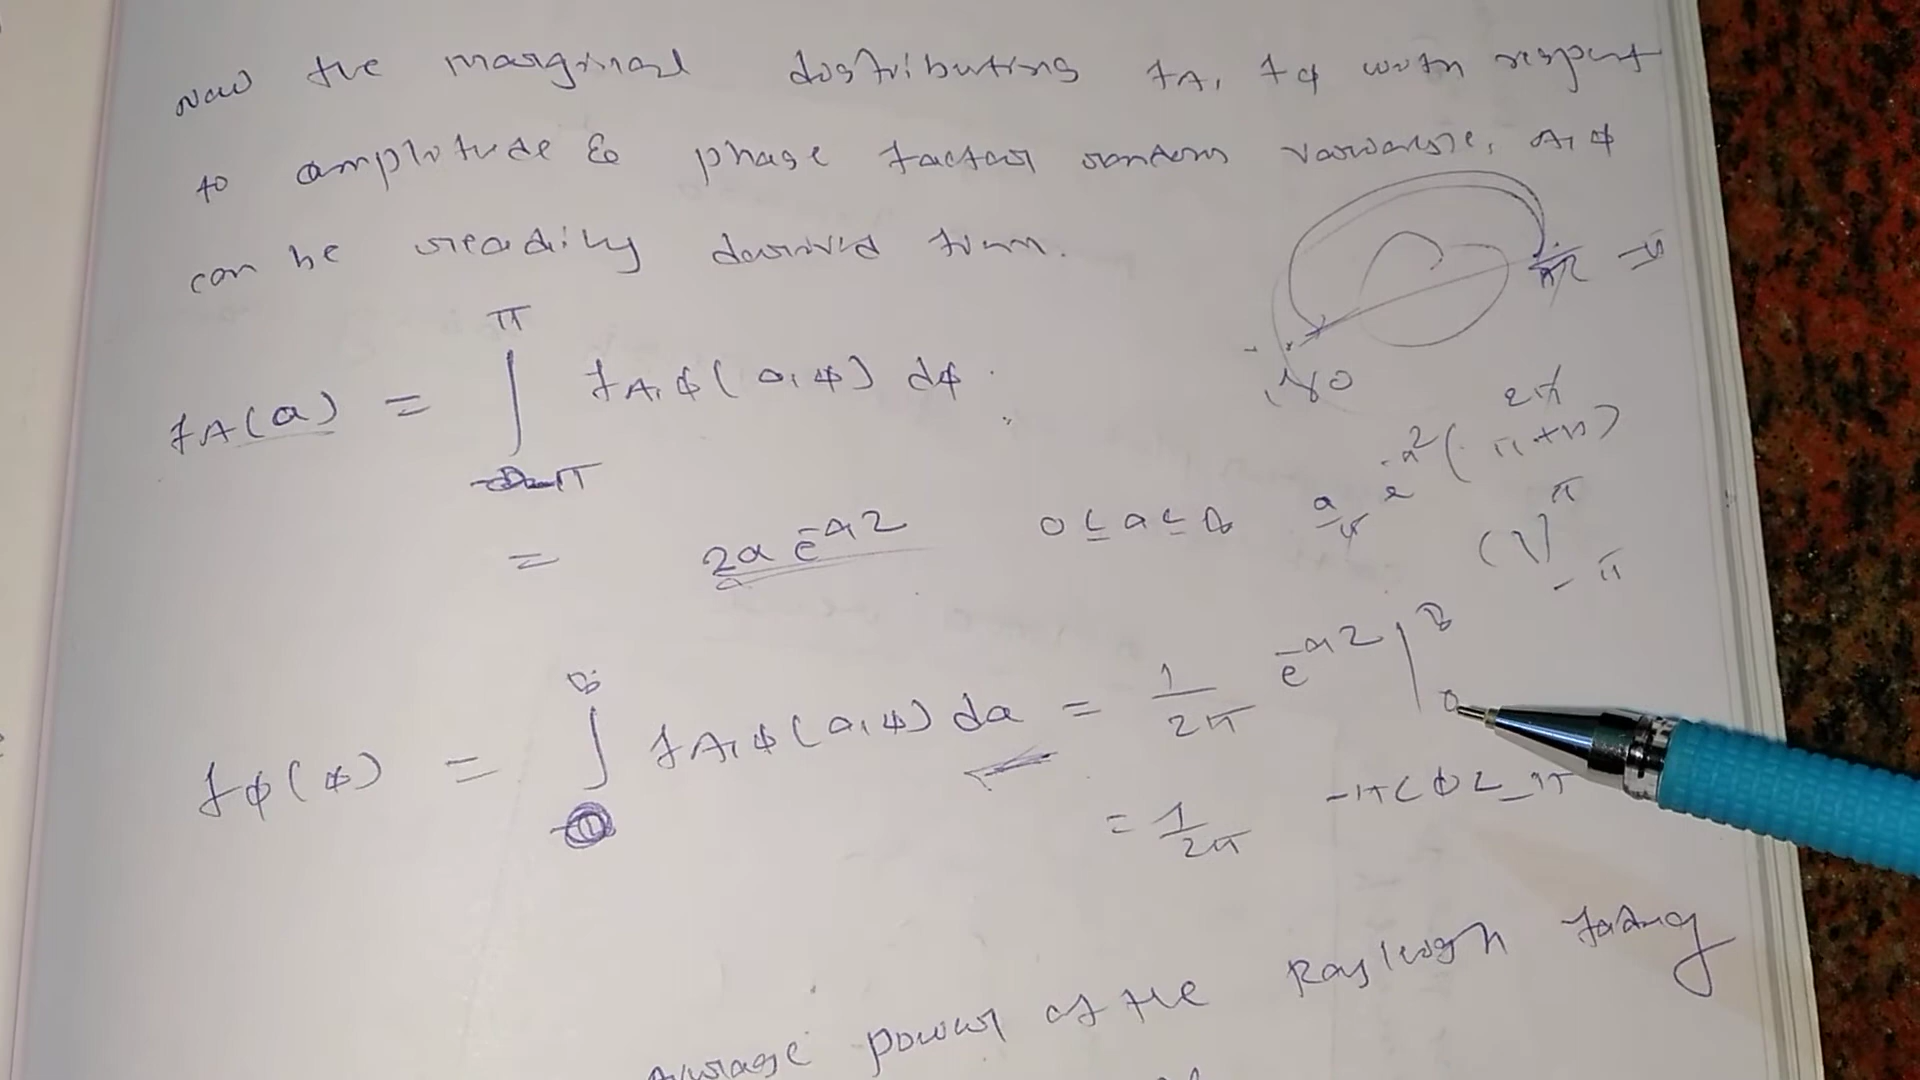 Now the marginal distributions fA, fϕ with respect
to amplitude & phase factor random variable, A, ϕ
can be readily derived from.
π
fA(a) = ∫ fA,ϕ(a,ϕ) dϕ.
-π
= 2a e^-a2 0 ≤ a ≤ ∞
a/π e^-a2 (π+π) 2π
( )π -π
fϕ(ϕ) = ∫ fA,ϕ(a,ϕ) da = 1/2π e^-a2 |
= 1/2π -π < ϕ ≤ π
Average power of the Rayleigh fading